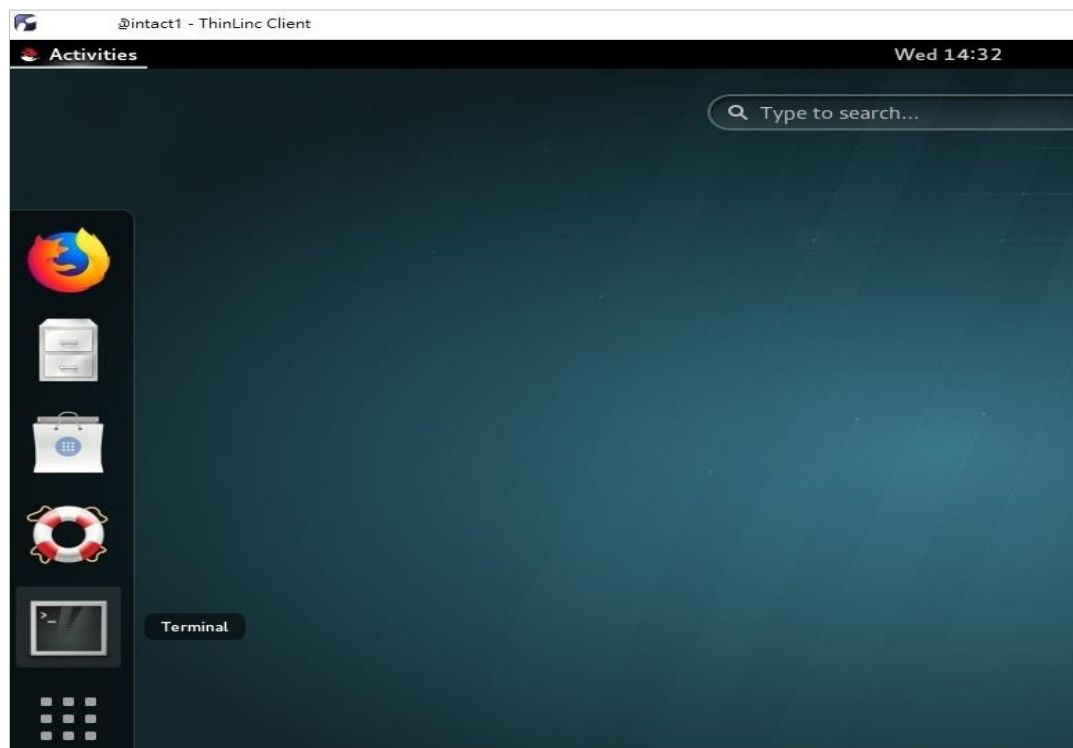 @intact1 - ThinLinc Client
Activities
Wed 14:32
Type to search...
>_
Terminal